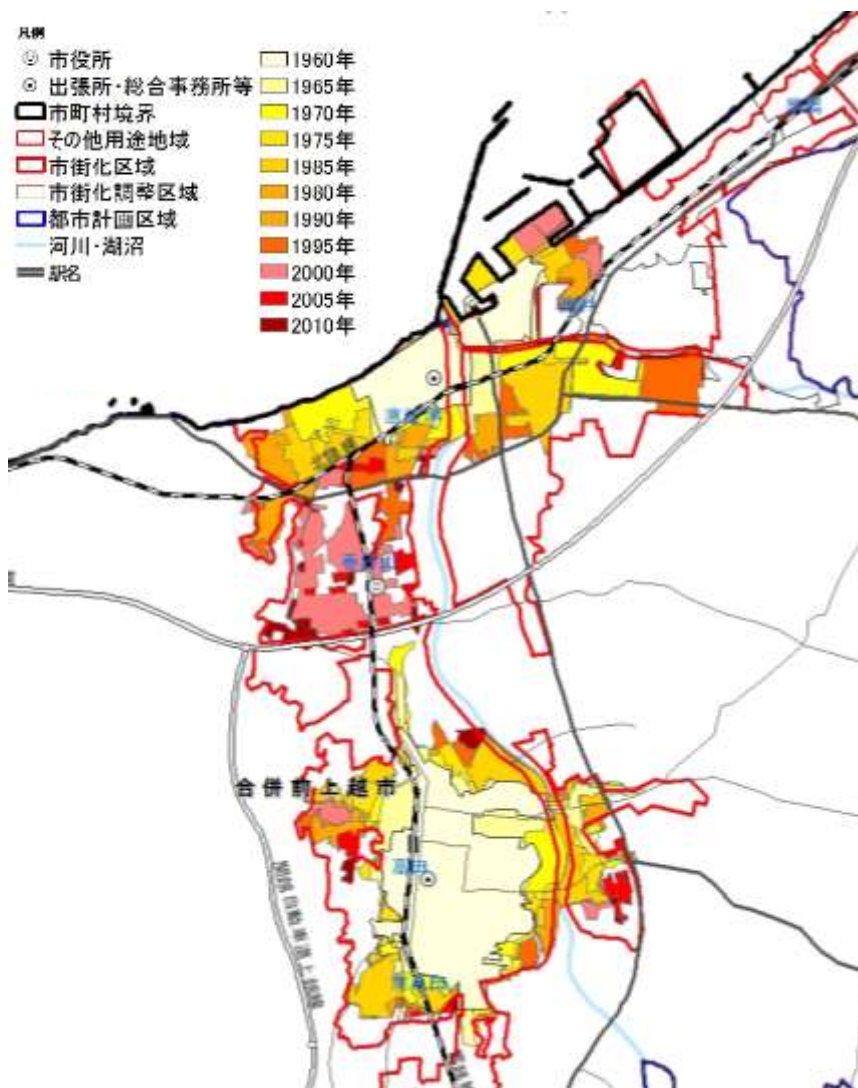 凡例
市役所
出張所・総合事務所等
市町村境界
その他用途地域
市街化区域
市街化調整区域
都市計画区域
河川・湖沼
駅名
1960年
1965年
1970年
1975年
1985年
1980年
1990年
1995年
2000年
2005年
2010年
合併前上越市
高田
南高田